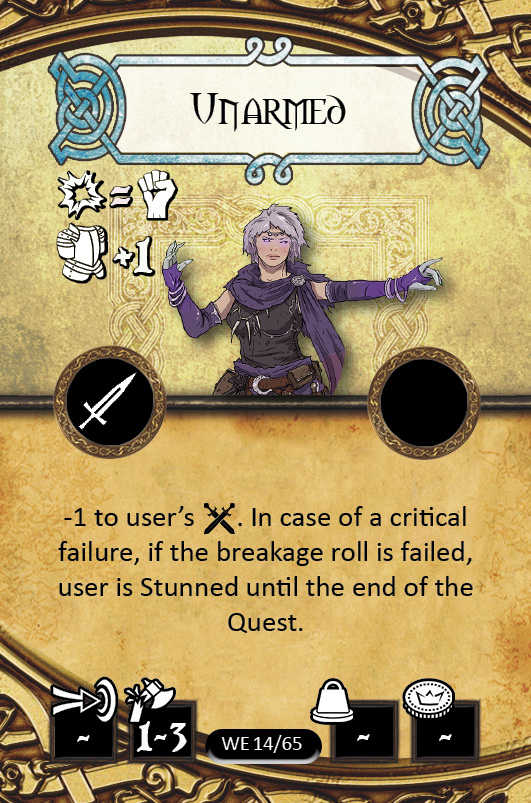 Unarmed
=
+1
-1 to user's . In case of a critical
failure, if the breakage roll is failed,
user is Stunned until the end of the
Quest.
~ 1~3 WE 14/65 ~ ~